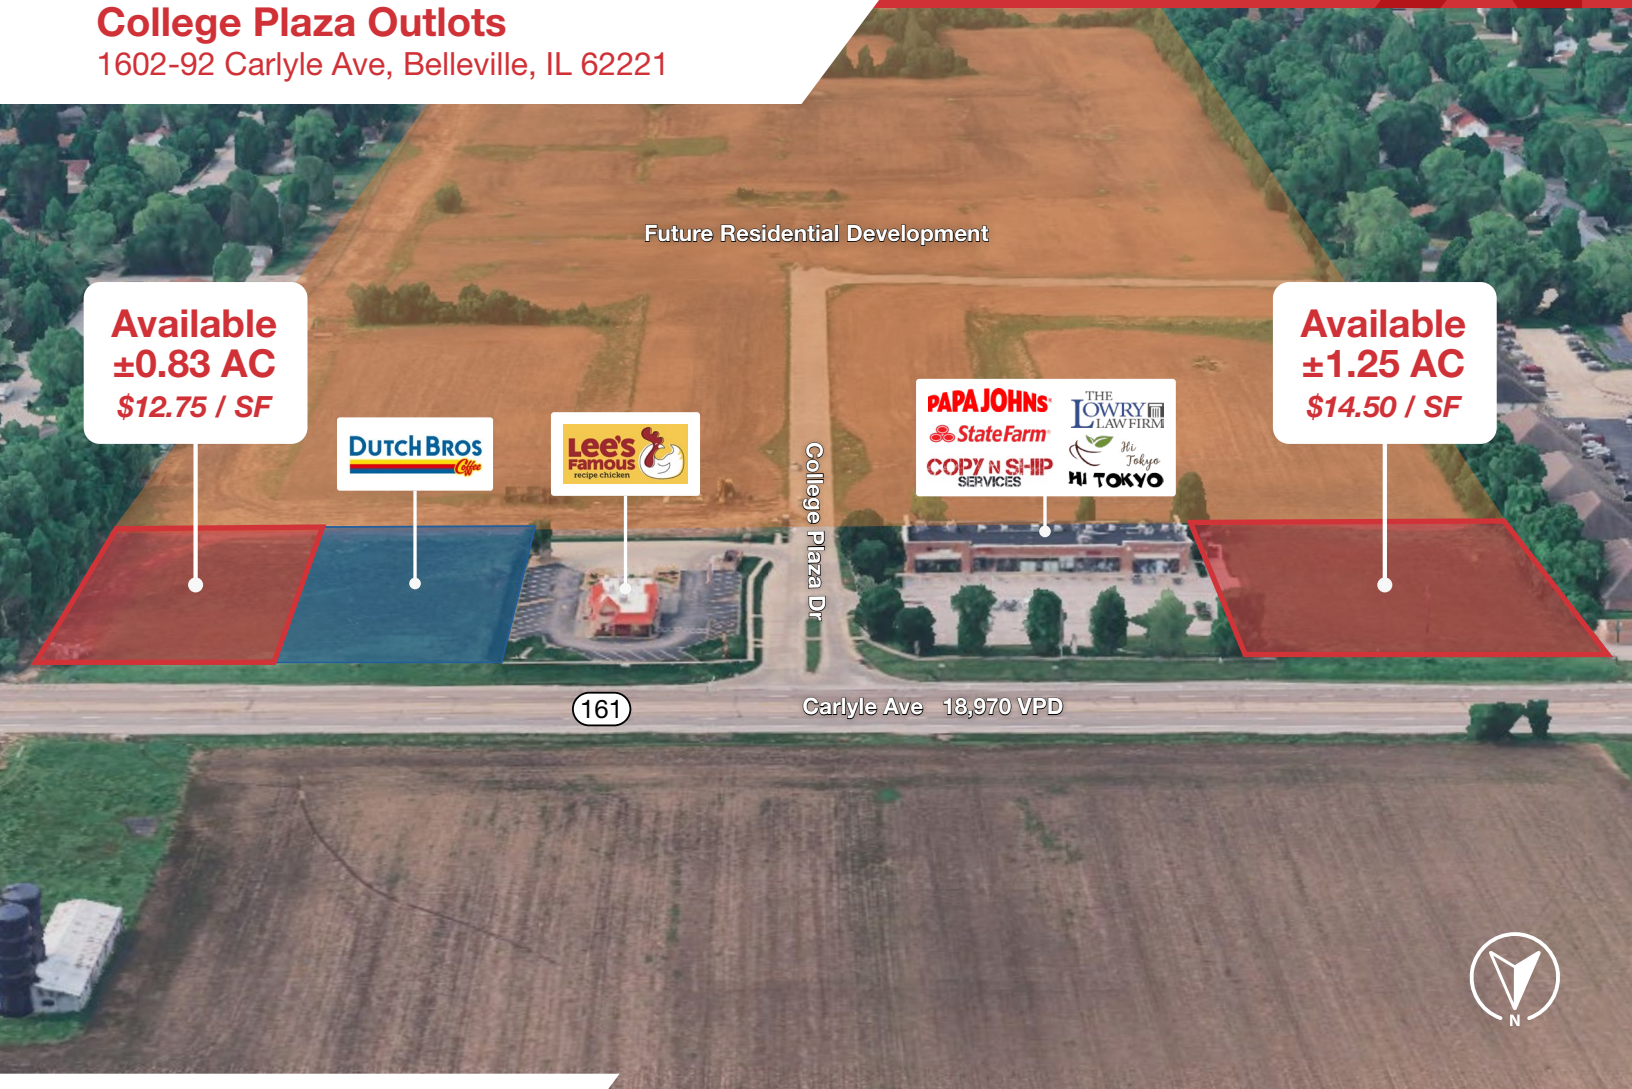 College Plaza Outlots
1602-92 Carlyle Ave, Belleville, IL 62221
Future Residential Development
Available
±0.83 AC
$12.75 / SF
Available
±1.25 AC
$14.50 / SF
DUTCH BROS
Coffee
LEE'S
FAMOUS
recipe chicken
PAPA JOHNS
StateFarm
COPY N SHIP
SERVICES
THE
LOWRY
LAW FIRM
Hi
Tokyo
HI TOKYO
College Plaza Dr
161
Carlyle Ave 18,970 VPD
N